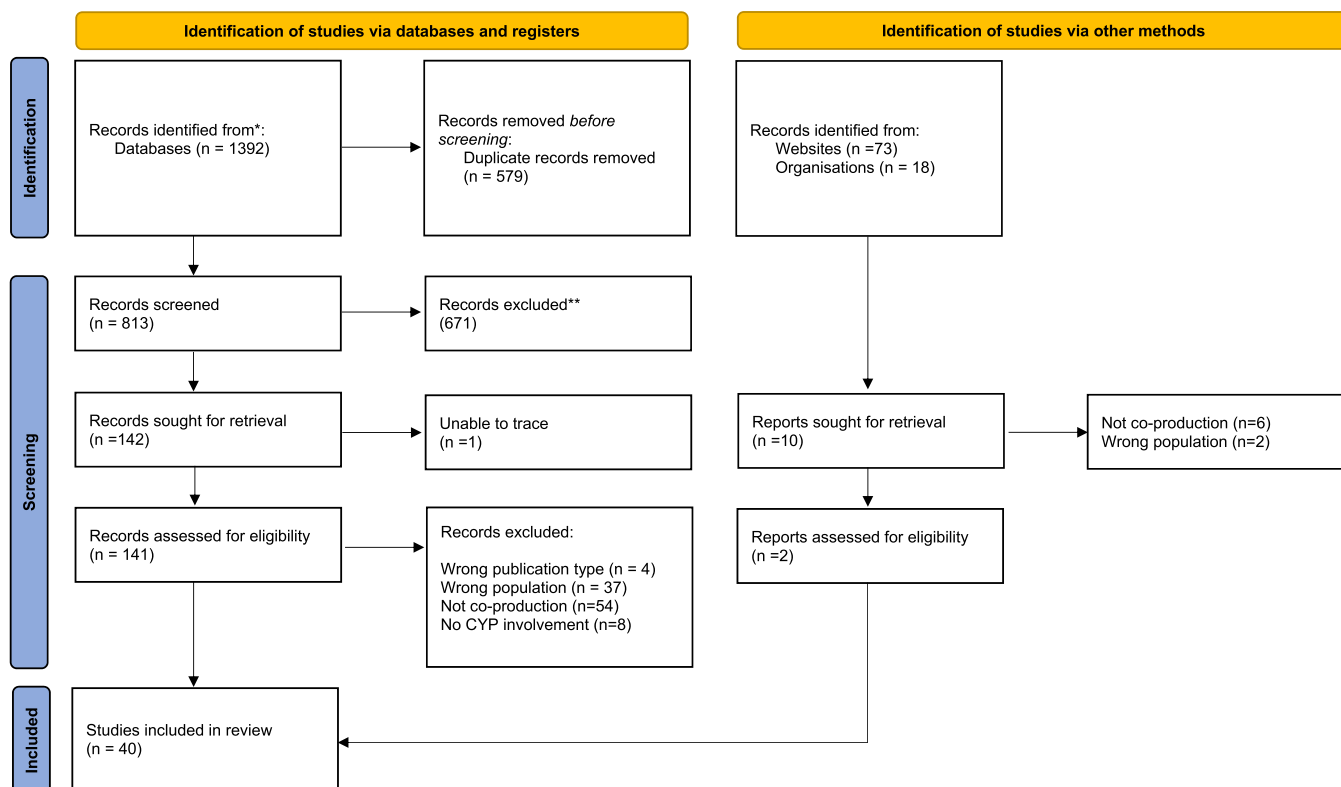 Identification of studies via databases and registers
Identification of studies via other methods
Identification
Records identified from*:
Databases (n = 1392)
Records removed before
screening:
Duplicate records removed
(n = 579)
Records identified from:
Websites (n =73)
Organisations (n = 18)
Screening
Records screened
(n = 813)
Records excluded**
(671)
Records sought for retrieval
(n =142)
Unable to trace
(n =1)
Reports sought for retrieval
(n =10)
Not co-production (n=6)
Wrong population (n=2)
Records assessed for eligibility
(n = 141)
Records excluded:
Wrong publication type (n = 4)
Wrong population (n = 37)
Not co-production (n=54)
No CYP involvement (n=8)
Reports assessed for eligibility
(n =2)
Included
Studies included in review
(n = 40)